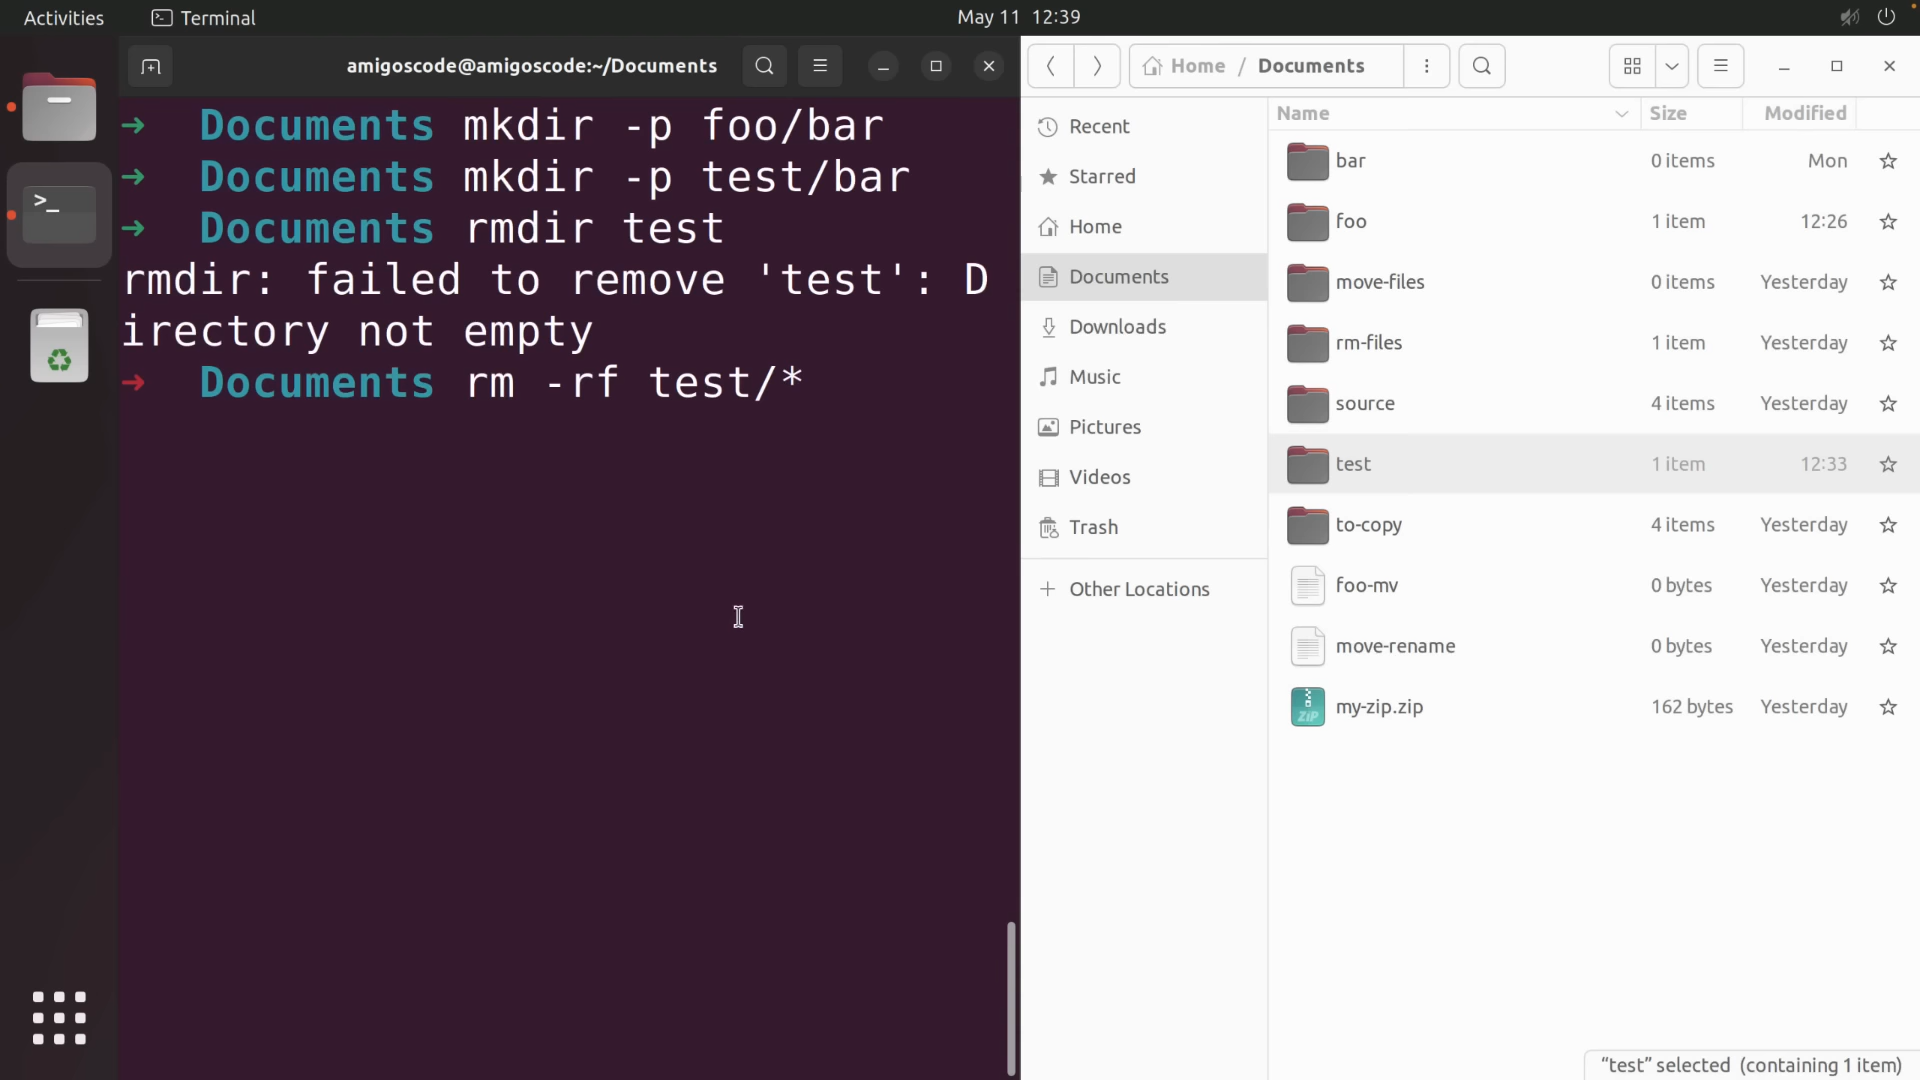 Activities
Terminal
May 11 12:39
amigoscode@amigoscode:~/Documents
➜ Documents mkdir -p foo/bar
➜ Documents mkdir -p test/bar
➜ Documents rmdir test
rmdir: failed to remove 'test': D
irectory not empty
➜ Documents rm -rf test/*
Home / Documents
Recent
Starred
Home
Documents
Downloads
Music
Pictures
Videos
Trash
Other Locations
Name Size Modified
bar 0 items Mon
foo 1 item 12:26
move-files 0 items Yesterday
rm-files 1 item Yesterday
source 4 items Yesterday
test 1 item 12:33
to-copy 4 items Yesterday
foo-mv 0 bytes Yesterday
move-rename 0 bytes Yesterday
ZIP my-zip.zip 162 bytes Yesterday
“test” selected (containing 1 item)